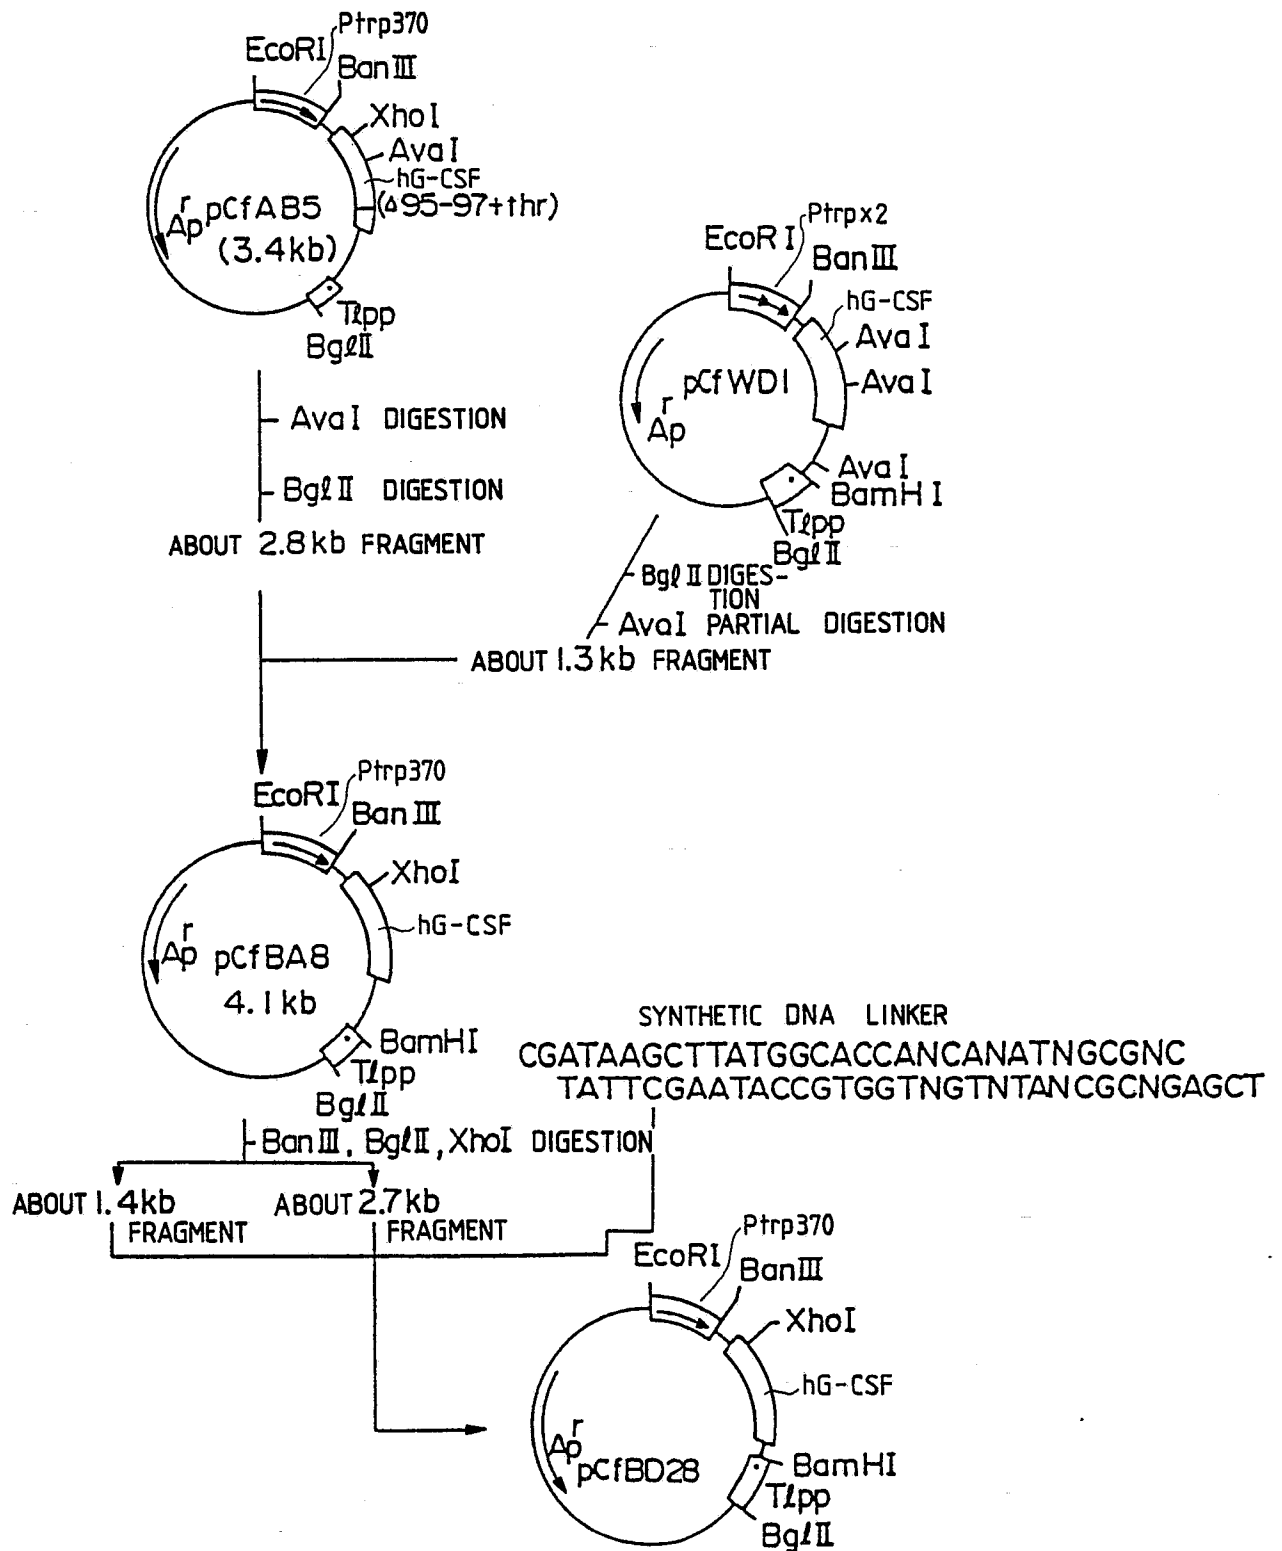 Ptrp370
EcoRI
BanIII
XhoI
AvaI
hG-CSF
(Δ95-97+thr)
Apr
pCfAB5
(3.4kb)
Tlpp
BglII
AvaI DIGESTION
BglII DIGESTION
ABOUT 2.8kb FRAGMENT
Ptrpx2
EcoRI
BanIII
hG-CSF
AvaI
AvaI
pCfWD1
Apr
AvaI
BamHI
Tlpp
BglII
BglII DIGES-
TION
AvaI PARTIAL DIGESTION
ABOUT 1.3kb FRAGMENT
Ptrp370
EcoRI
BanIII
XhoI
hG-CSF
Apr
pCfBA8
4.1kb
BamHI
Tlpp
BglII
SYNTHETIC DNA LINKER
CGATAAGCTTATGGCACCANCANATNGCGNC
TATTCGAATACCGTGGTNGTNTANCGCNGAGCT
BanIII, BglII, XhoI DIGESTION
ABOUT 1.4kb
FRAGMENT
ABOUT 2.7kb
FRAGMENT
Ptrp370
EcoRI
BanIII
XhoI
hG-CSF
Apr
pCfBD28
BamHI
Tlpp
BglII